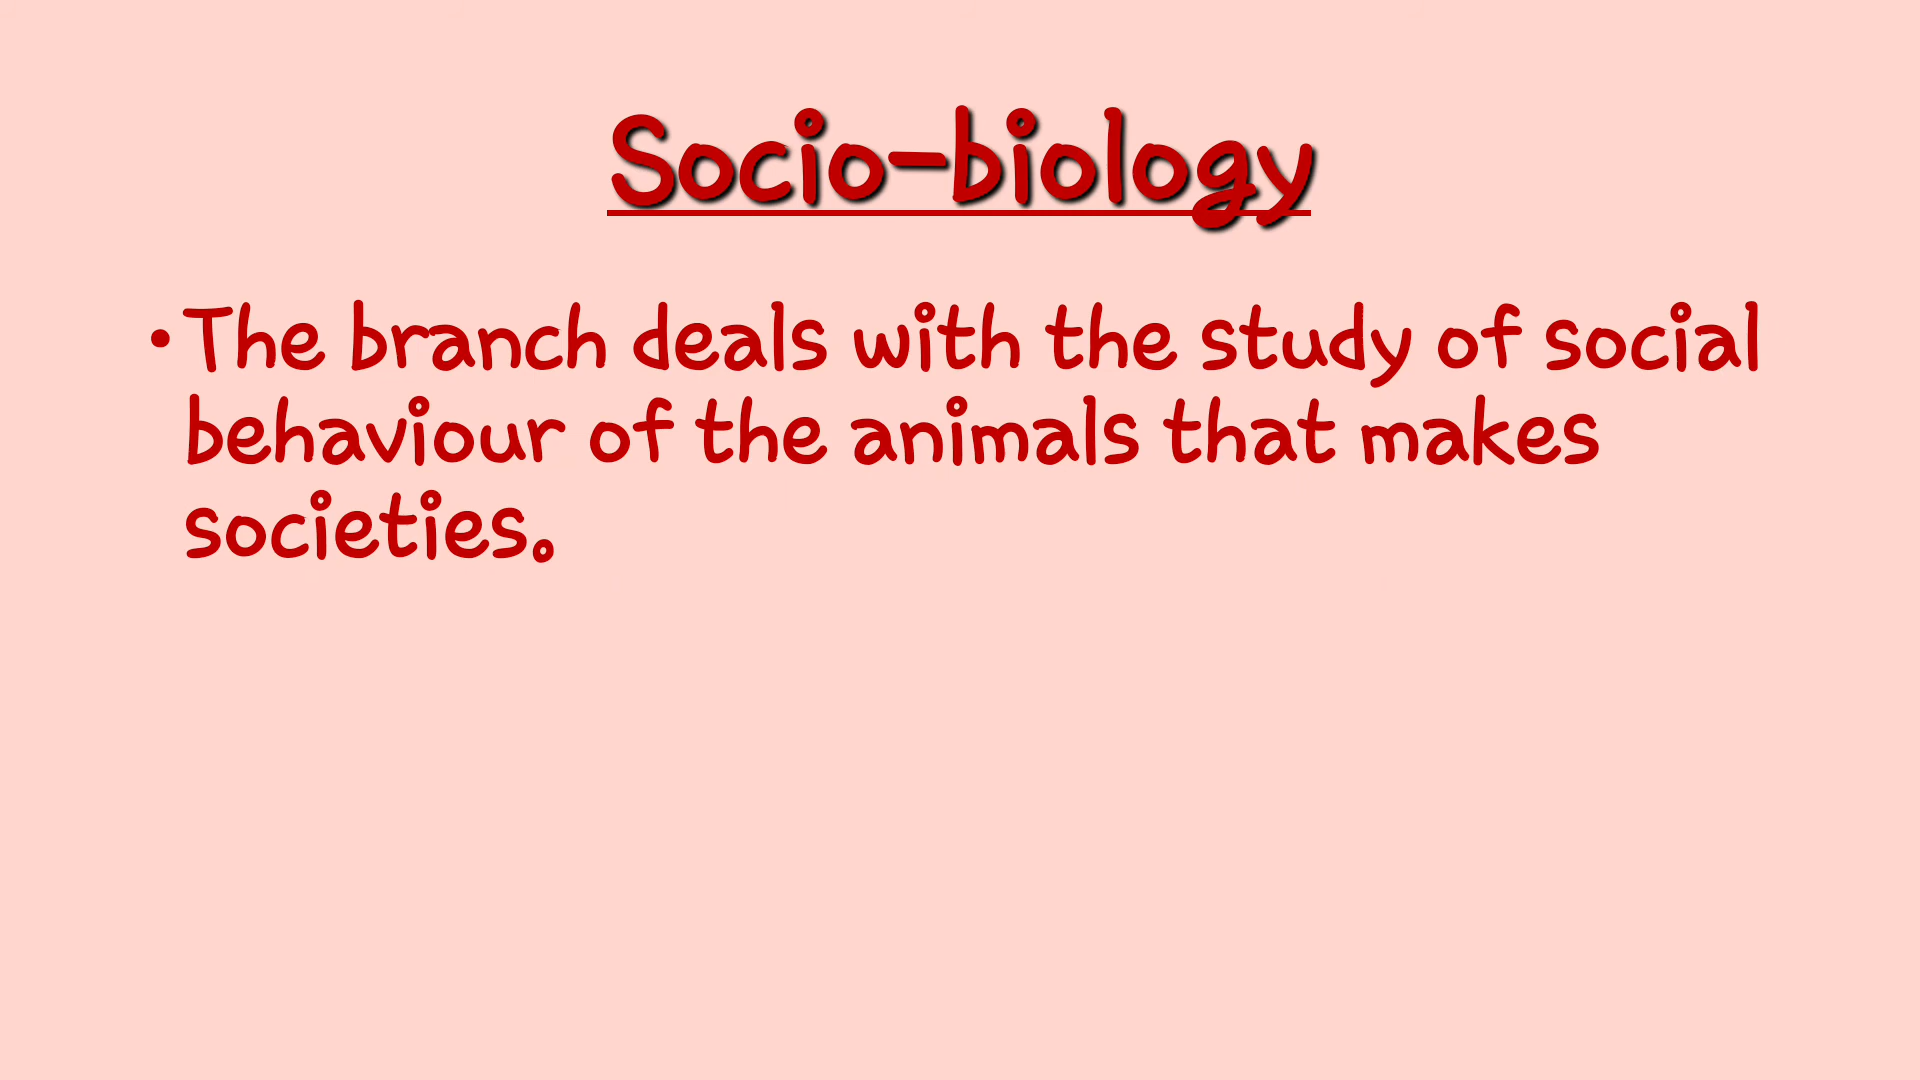 Socio-biology
• The branch deals with the study of social
behaviour of the animals that makes
societies.